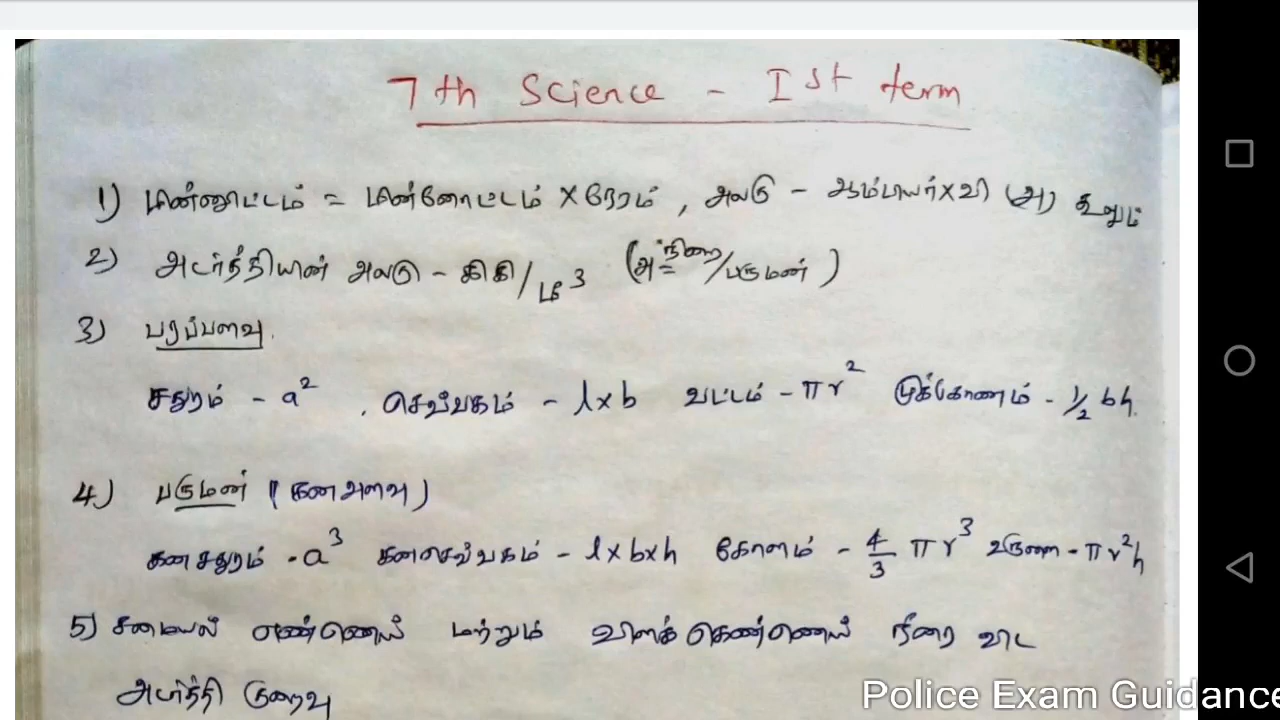 7th Science - Ist term
1) மின்னூட்டம் = மின்னோட்டம் × நேரம் , அலகு - ஆம்பியர் × வி (அ) கூலும்
2) அடர்த்தியின் அலகு - கிகி/மீ³ (அ = நிறை/பருமன்)
3) பரப்பளவு.
சதுரம் - a² , செவ்வகம் - l×b வட்டம் - πr² முக்கோணம் - 1/2 bh.
4) பருமன் (கன அளவு)
கனசதுரம் - a³ கனசெவ்வகம் - l×b×h கோளம் - 4/3 πr³ உருளை - πr²h
5) சமையல் எண்ணெய் மற்றும் விளக்கெண்ணெய் நீரை விட
அடர்த்தி குறைவு
Police Exam Guidance